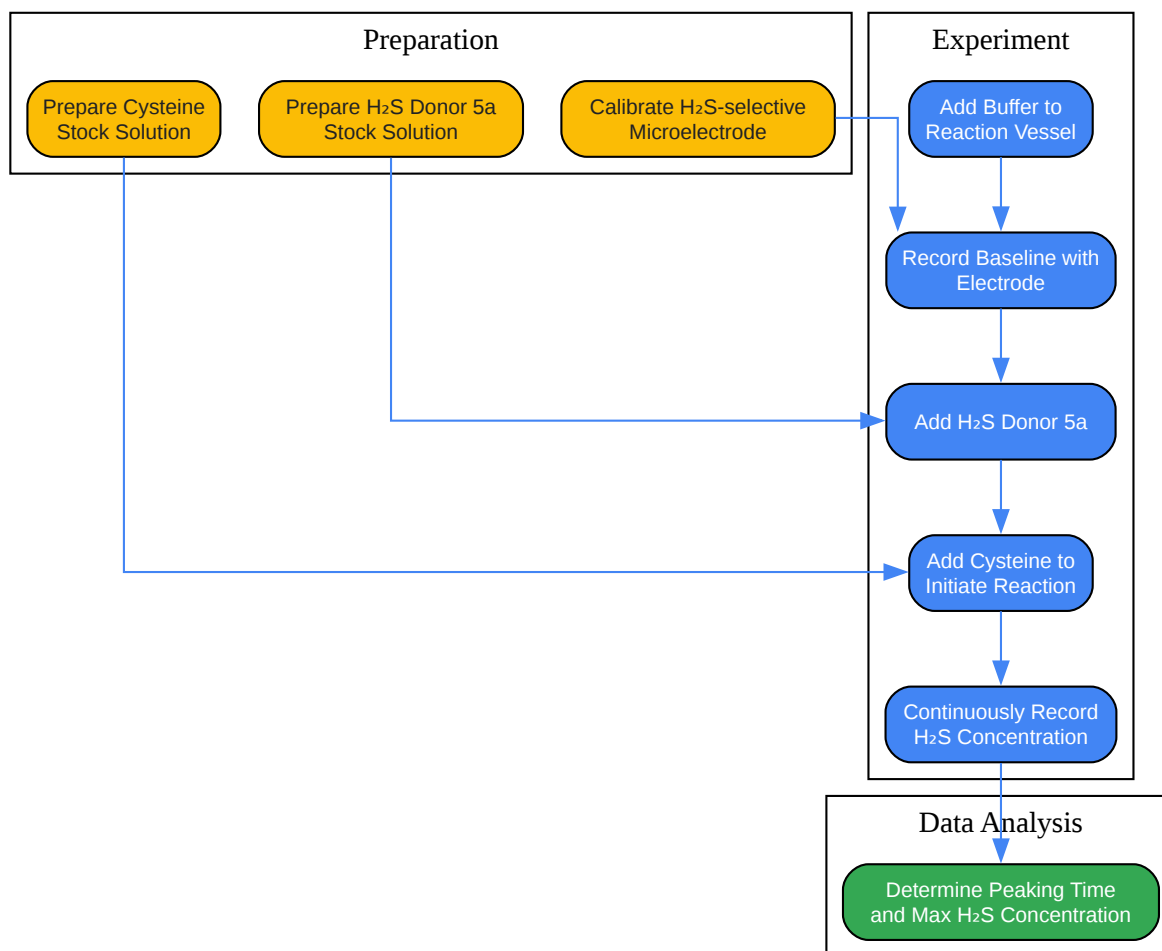 Preparation
Prepare Cysteine
Stock Solution
Prepare H₂S Donor 5a
Stock Solution
Calibrate H₂S-selective
Microelectrode
Experiment
Add Buffer to
Reaction Vessel
Record Baseline with
Electrode
Add H₂S Donor 5a
Add Cysteine to
Initiate Reaction
Continuously Record
H₂S Concentration
Data Analysis
Determine Peaking Time
and Max H₂S Concentration